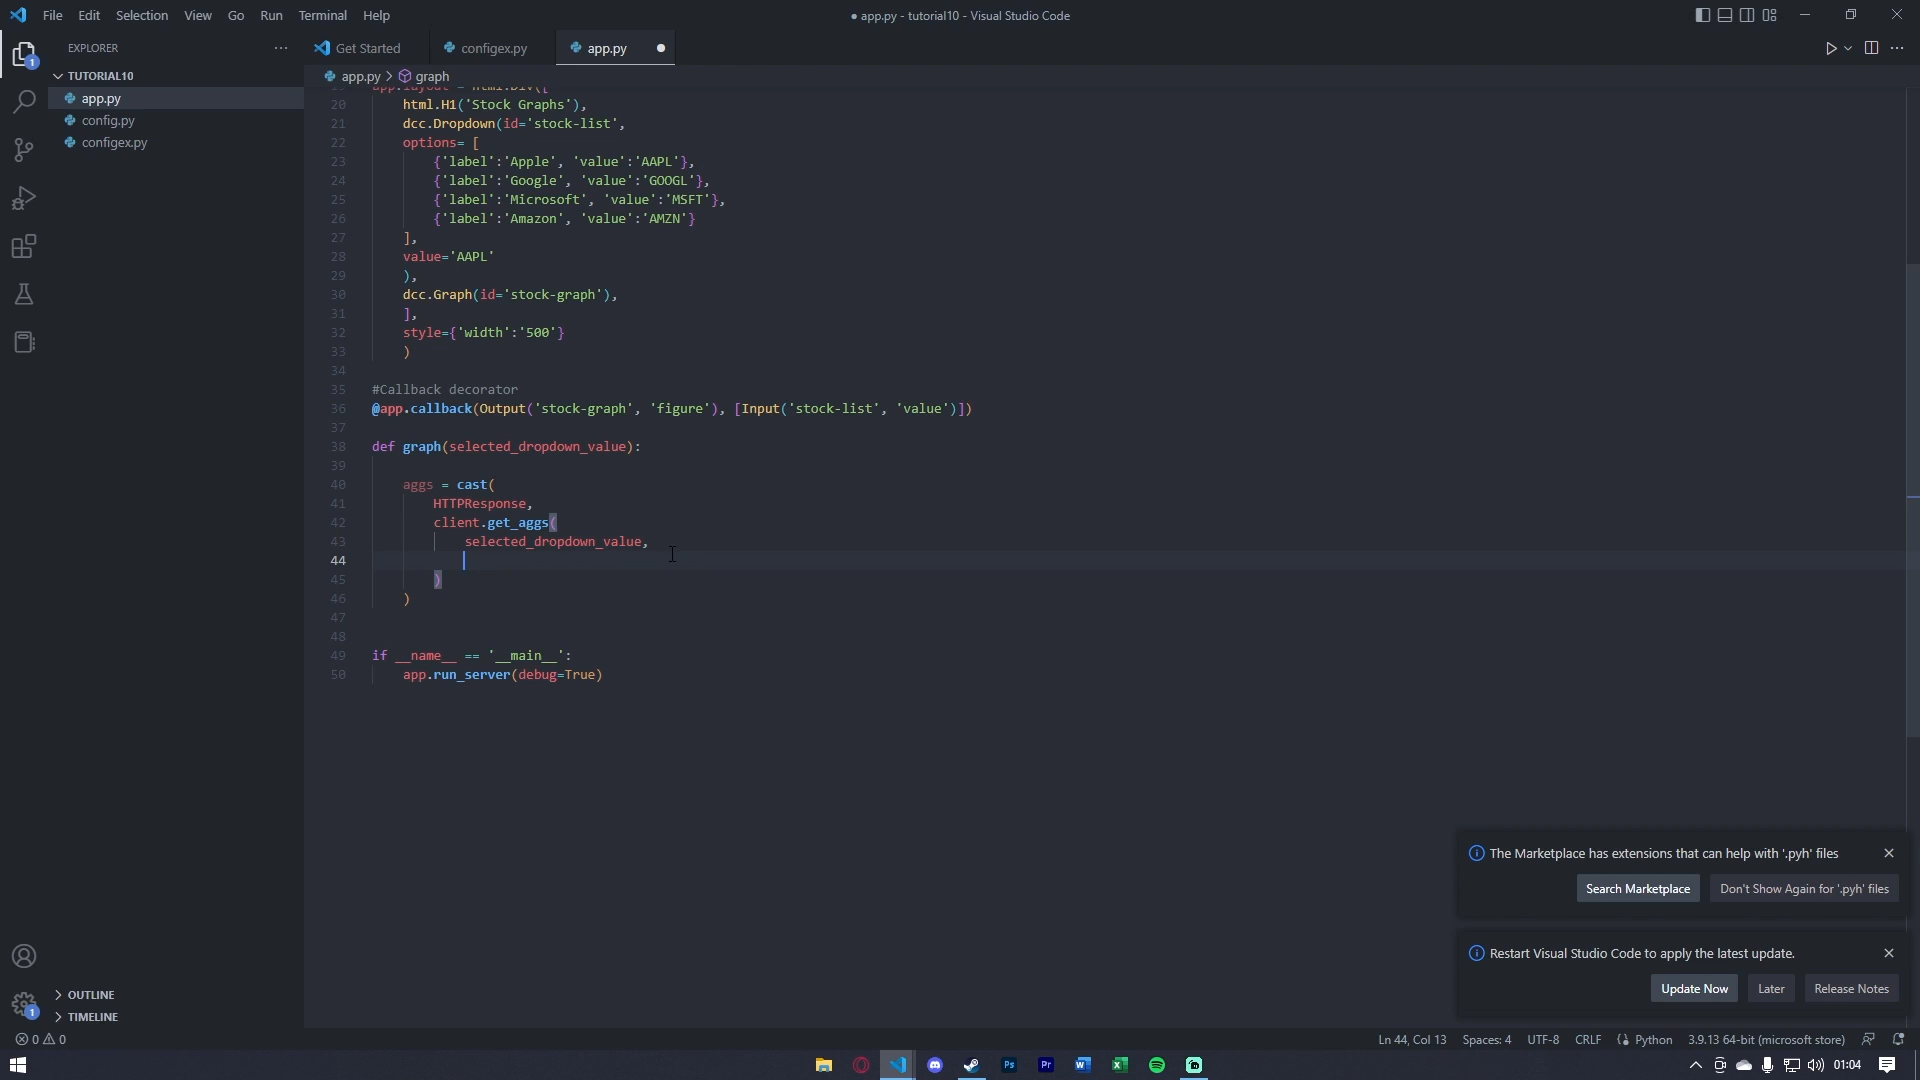 File Edit Selection View Go Run Terminal Help
● app.py - tutorial10 - Visual Studio Code
EXPLORER
Get Started
configex.py
app.py
TUTORIAL10
app.py > graph
app.py
config.py
configex.py
app.layout = html.Div([
20 html.H1('Stock Graphs'),
21 dcc.Dropdown(id='stock-list',
22 options= [
23 {'label':'Apple', 'value':'AAPL'},
24 {'label':'Google', 'value':'GOOGL'},
25 {'label':'Microsoft', 'value':'MSFT'},
26 {'label':'Amazon', 'value':'AMZN'}
27 ],
28 value='AAPL'
29 ),
30 dcc.Graph(id='stock-graph'),
31 ],
32 style={'width':'500'}
33 )
34
35 #Callback decorator
36 @app.callback(Output('stock-graph', 'figure'), [Input('stock-list', 'value')])
37
38 def graph(selected_dropdown_value):
39
40 aggs = cast(
41 HTTPResponse,
42 client.get_aggs(
43 selected_dropdown_value,
44
45 )
46 )
47
48
49 if __name__ == '__main__':
50 app.run_server(debug=True)
The Marketplace has extensions that can help with '.pyh' files
Search Marketplace
Don't Show Again for '.pyh' files
Restart Visual Studio Code to apply the latest update.
Update Now
Later
Release Notes
OUTLINE
TIMELINE
1
1
0 0
Ln 44, Col 13 Spaces: 4 UTF-8 CRLF Python 3.9.13 64-bit (microsoft store)
Ps
Pr
01:04